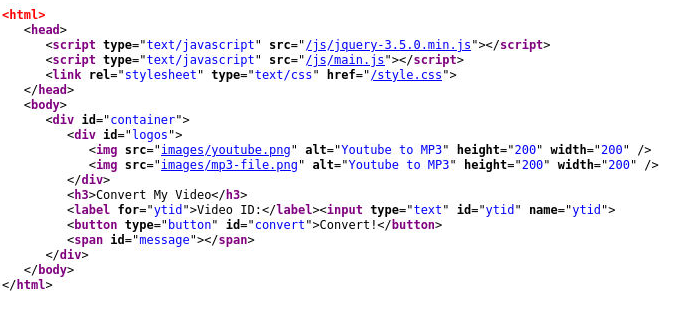 <html>
<head>
<script type="text/javascript" src="/js/jquery-3.5.0.min.js"></script>
<script type="text/javascript" src="/js/main.js"></script>
<link rel="stylesheet" type="text/css" href="/style.css">
</head>
<body>
<div id="container">
<div id="logos">
<img src="images/youtube.png" alt="Youtube to MP3" height="200" width="200" />
<img src="images/mp3-file.png" alt="Youtube to MP3" height="200" width="200" />
</div>
<h3>Convert My Video</h3>
<label for="ytid">Video ID:</label><input type="text" id="ytid" name="ytid">
<button type="button" id="convert">Convert!</button>
<span id="message"></span>
</div>
</body>
</html>